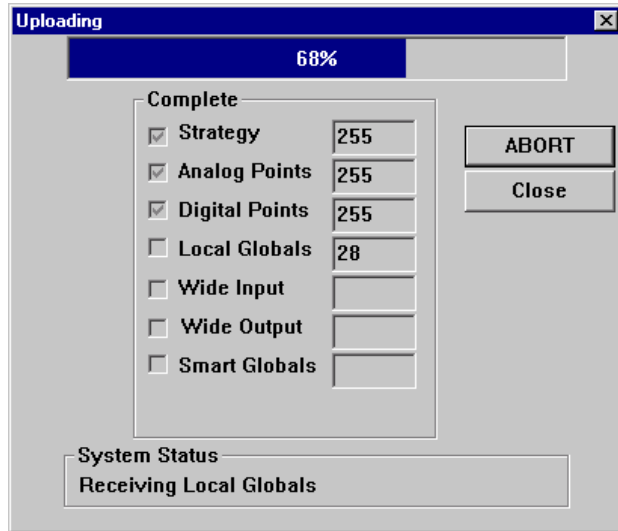 Uploading
68%
Complete
Strategy 255
Analog Points 255
Digital Points 255
Local Globals 28
Wide Input
Wide Output
Smart Globals
ABORT
Close
System Status
Receiving Local Globals